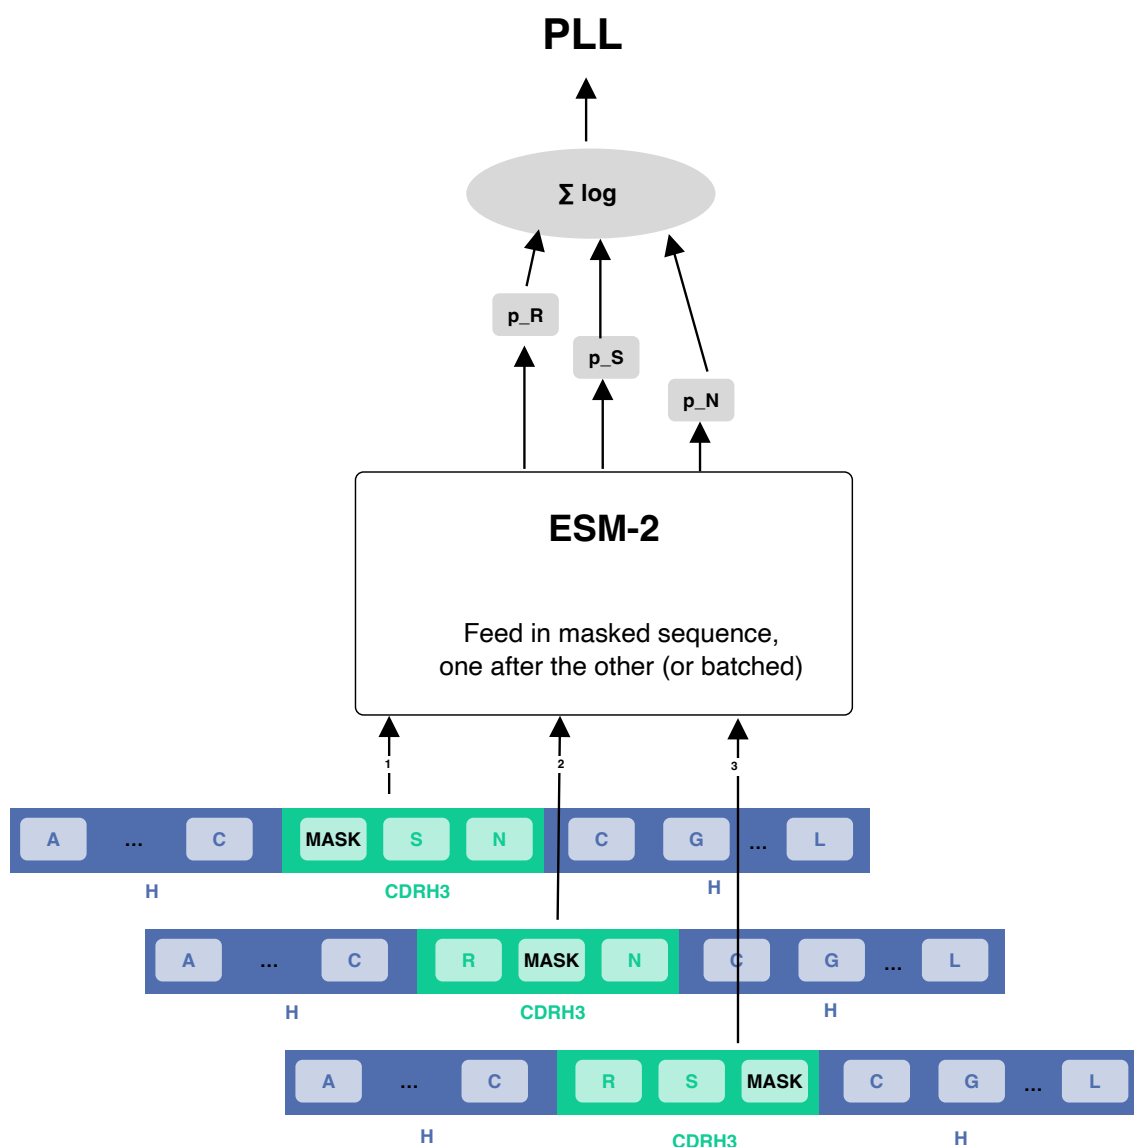 PLL
∑ log
p_R
p_S
p_N
ESM-2
Feed in masked sequence,
one after the other (or batched)
1 2 3
A ... C MASK S N C G ... L
H CDRH3 H
A ... C R MASK N C G ... L
H CDRH3 H
A ... C R S MASK C G ... L
H CDRH3 H